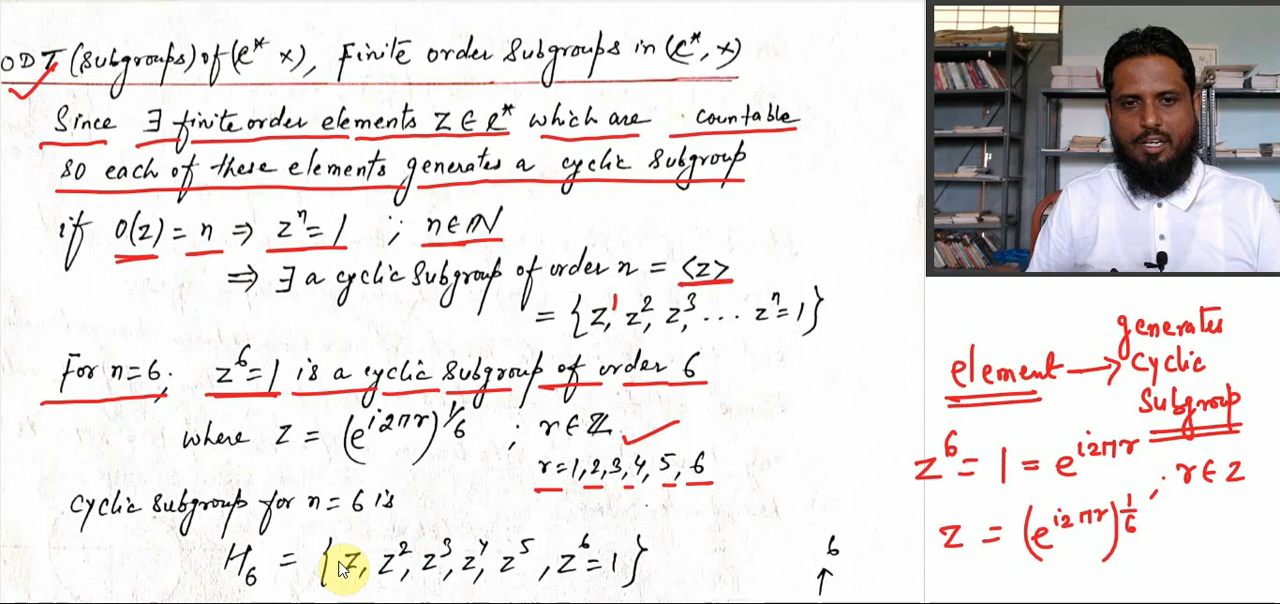 ODT (Subgroups) of (C* ×), Finite order Subgroups in (C*, ×)
Since ∃ finite order elements Z ∈ C* which are countable
so each of these elements generates a cyclic Subgroup
if O(z) = n ⇒ zⁿ = 1 ; n ∈ ℕ
⇒ ∃ a cyclic Subgroup of order n = <z>
= {z¹, z², z³, ... zⁿ = 1}
For n = 6; z⁶ = 1 is a cyclic Subgroup of order 6
where z = (e^{i2πr})^{1/6} ; r ∈ ℤ
r = 1, 2, 3, 4, 5, 6
cyclic Subgroup for n = 6 is
H₆ = {z, z², z³, z⁴, z⁵, z⁶ = 1}
6
↑
element → generates
cyclic
Subgroup
z⁶ = 1 = e^{i2πr}
; r ∈ Z
z = (e^{i2πr})^{1/6}